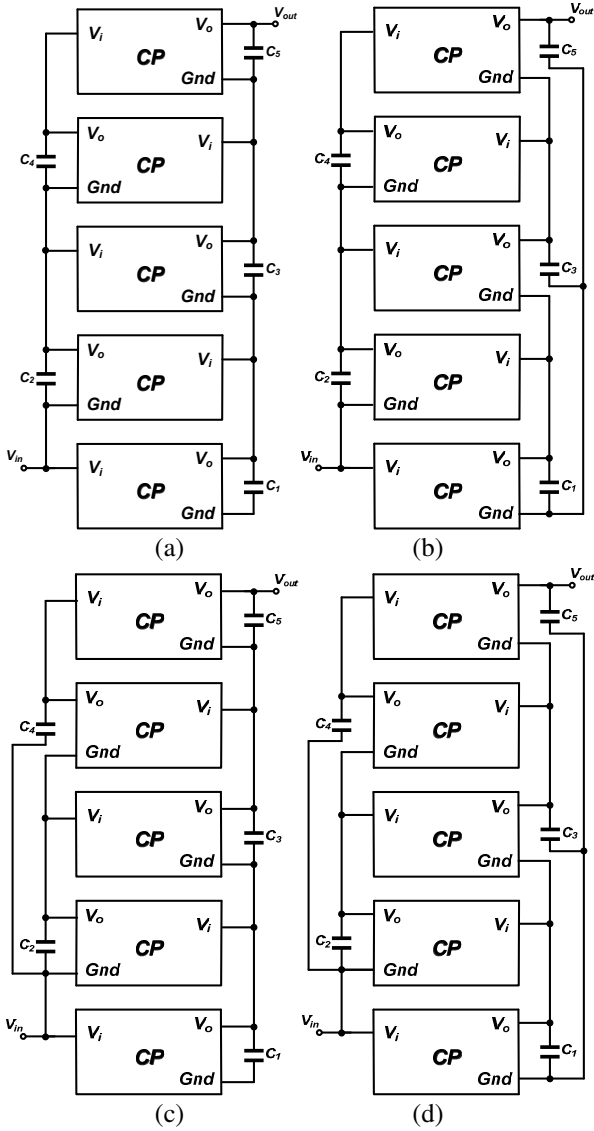 Vi Vo Vout
CP C5
Gnd
Vo
C4 CP Vi
Gnd
Vi Vo
CP C3
Gnd
Vo
C2 CP Vi
Gnd
Vin Vi Vo
CP C1
Gnd
(a)
Vi Vo Vout
CP C5
Gnd
Vo
C4 CP Vi
Gnd
Vi Vo
CP C3
Gnd
Vo
C2 CP Vi
Gnd
Vin Vi Vo
CP C1
Gnd
(b)
Vi Vo Vout
CP C5
Gnd
Vo
C4 CP Vi
Gnd
Vi Vo
CP C3
Gnd
Vo
C2 CP Vi
Gnd
Vin Vi Vo
CP C1
Gnd
(c)
Vi Vo Vout
CP C5
Gnd
Vo
C4 CP Vi
Gnd
Vi Vo
CP C3
Gnd
Vo
C2 CP Vi
Gnd
Vin Vi Vo
CP C1
Gnd
(d)